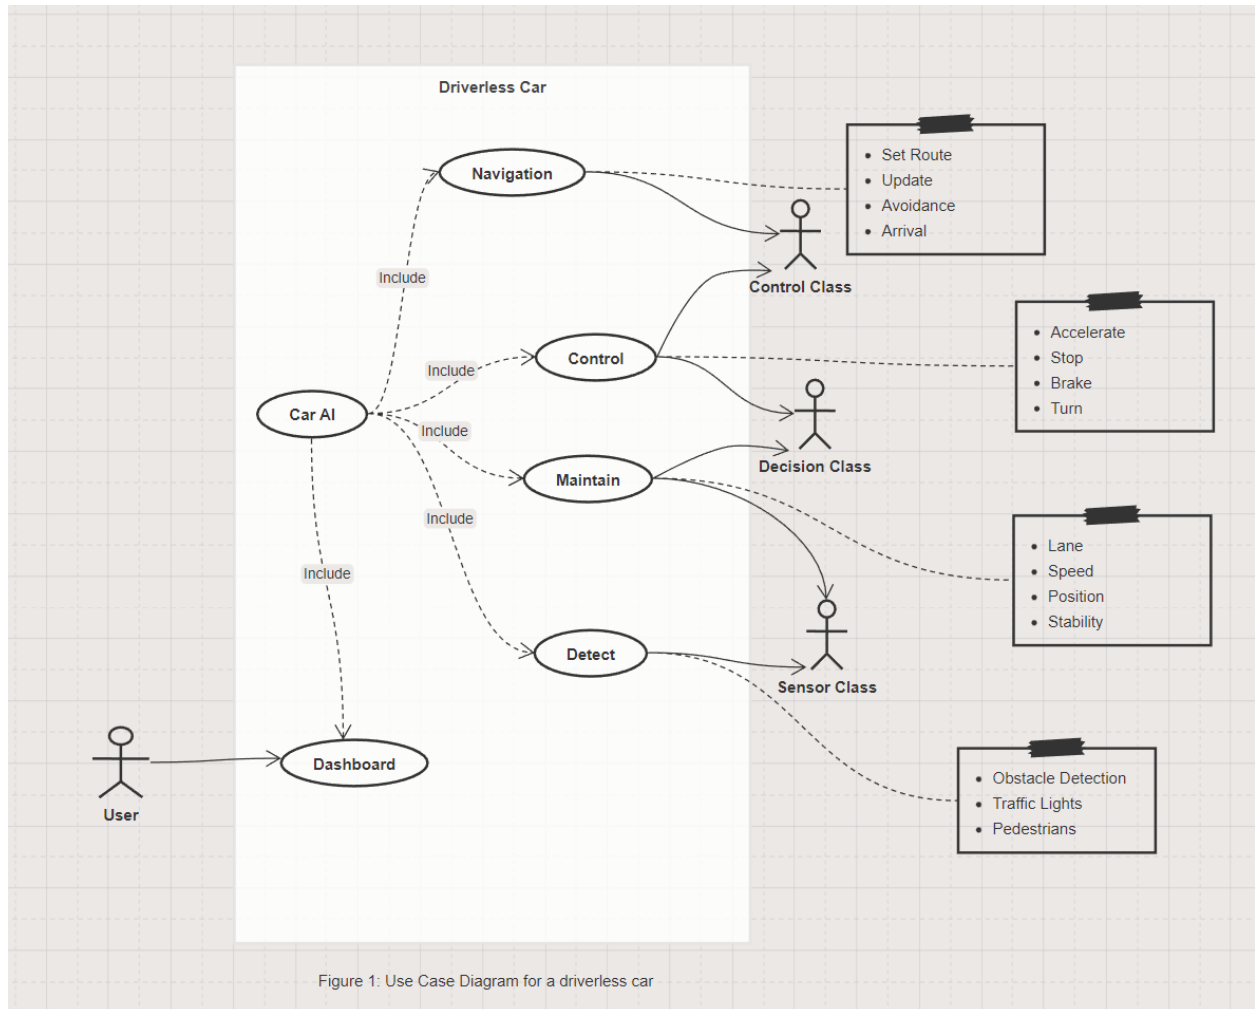 Driverless Car
Navigation
Set Route
Update
Avoidance
Arrival
Include
Control Class
Control
Accelerate
Stop
Brake
Turn
Include
Car AI
Include
Decision Class
Maintain
Include
Lane
Speed
Position
Stability
Include
Detect
Sensor Class
Dashboard
User
Obstacle Detection
Traffic Lights
Pedestrians
Figure 1: Use Case Diagram for a driverless car